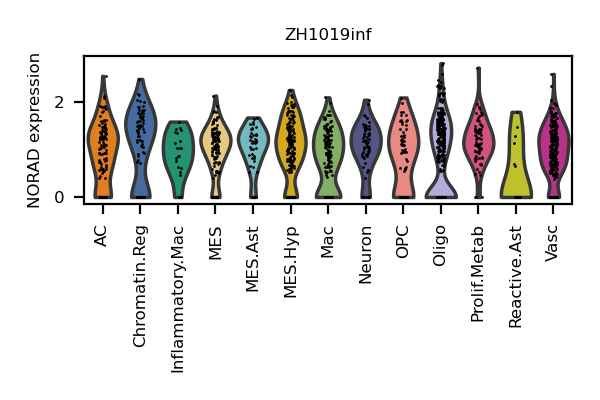 ZH1019inf
NORAD expression
2
0
AC
Chromatin.Reg
Inflammatory.Mac
MES
MES.Ast
MES.Hyp
Mac
Neuron
OPC
Oligo
Prolif.Metab
Reactive.Ast
Vasc